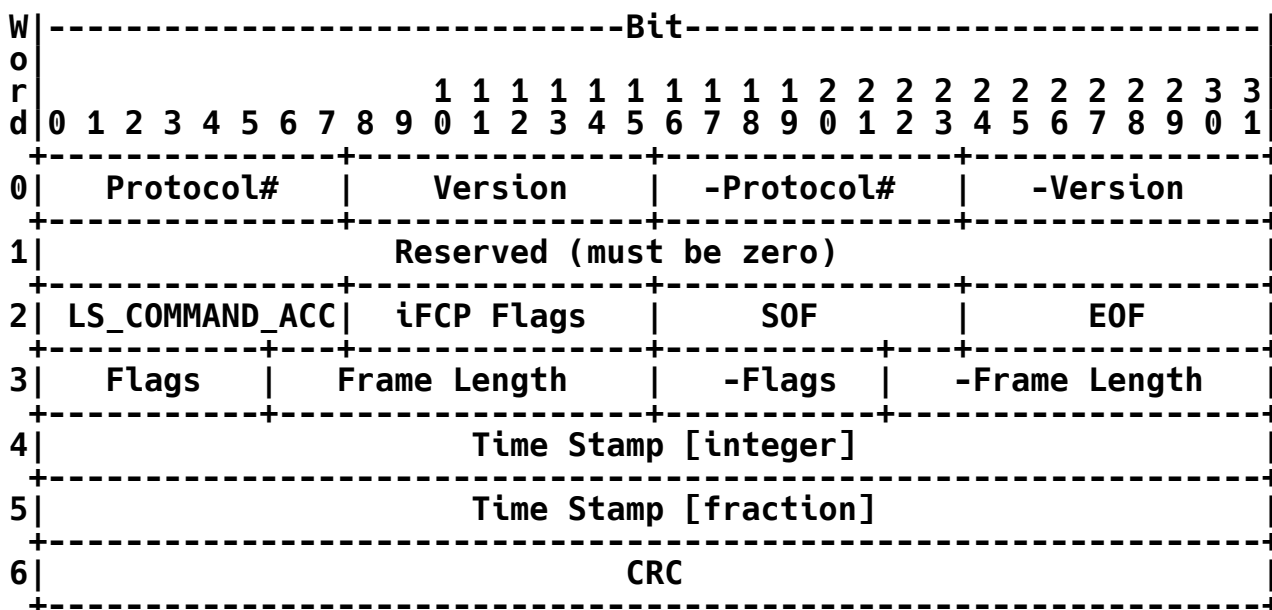 W|------------------------------Bit------------------------------|
o|
r| 1 1 1 1 1 1 1 1 1 1 2 2 2 2 2 2 2 2 2 2 3 3
d|0 1 2 3 4 5 6 7 8 9 0 1 2 3 4 5 6 7 8 9 0 1 2 3 4 5 6 7 8 9 0 1|
+---------------+---------------+---------------+---------------+
0| Protocol# | Version | -Protocol# | -Version |
+---------------+---------------+---------------+---------------+
1| Reserved (must be zero) |
+---------------+---------------+---------------+---------------+
2| LS_COMMAND_ACC| iFCP Flags | SOF | EOF |
+-----------+---+---------------+-----------+---+---------------+
3| Flags | Frame Length | -Flags | -Frame Length |
+-----------+-------------------+-----------+-------------------+
4| Time Stamp [integer] |
+---------------------------------------------------------------+
5| Time Stamp [fraction] |
+---------------------------------------------------------------+
6| CRC |
+---------------------------------------------------------------+